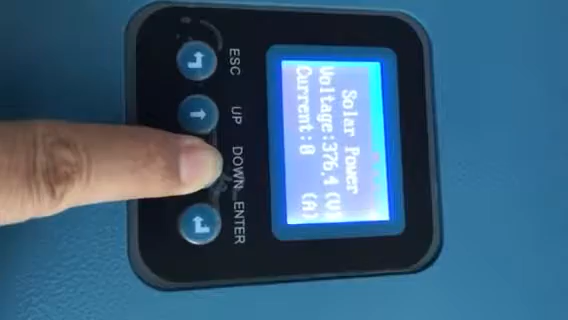 Solar Power
Voltage:376.4 (V)
Current:0 (A)
ESC
UP
DOWN
ENTER